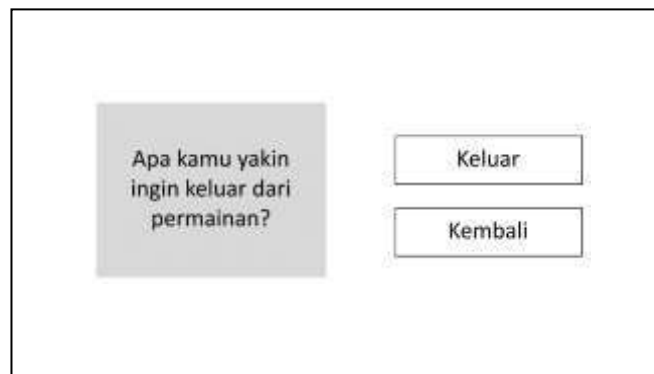 Apa kamu yakin
ingin keluar dari
permainan?
Keluar
Kembali